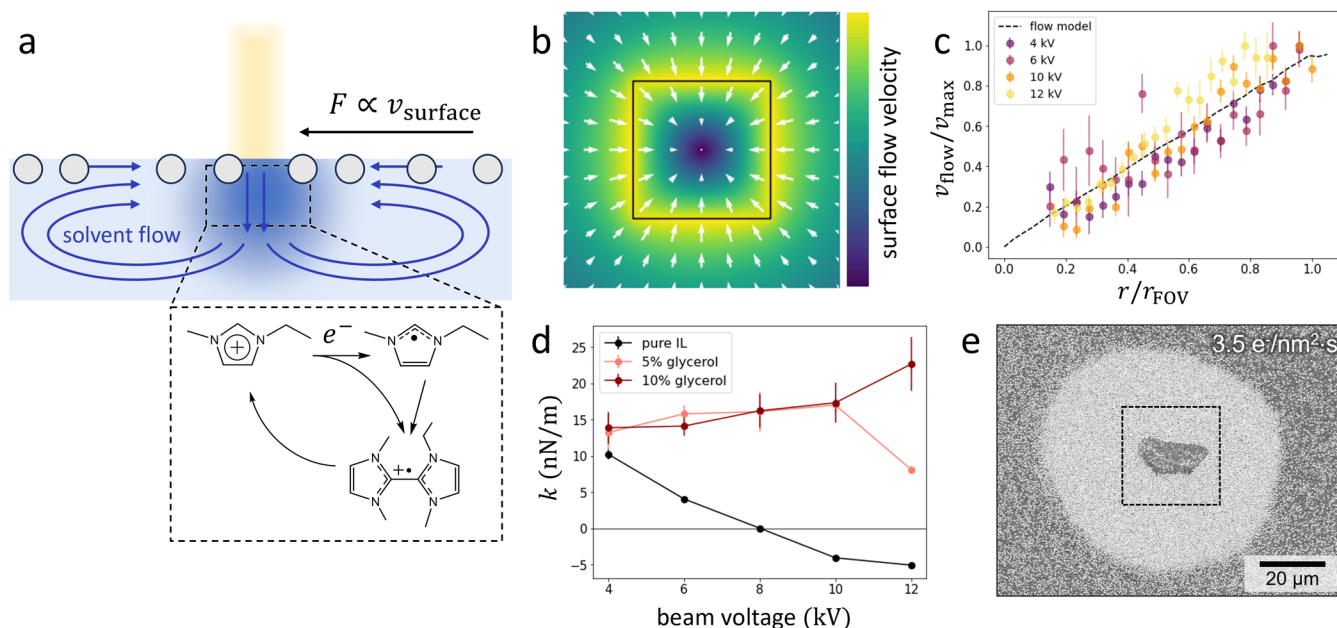 a
F ∝ v_surface
solvent flow
N
N
+
e⁻
N
N
•
N
N
+•
N
N
b
surface flow velocity
c
flow model
4 kV
6 kV
10 kV
12 kV
v_flow/v_max
1.0
0.8
0.6
0.4
0.2
0.0
0.0 0.2 0.4 0.6 0.8 1.0
r/r_FOV
d
pure IL
5% glycerol
10% glycerol
k (nN/m)
25
20
15
10
5
0
−5
4 6 8 10 12
beam voltage (kV)
e
3.5 e⁻/nm²·s
20 μm